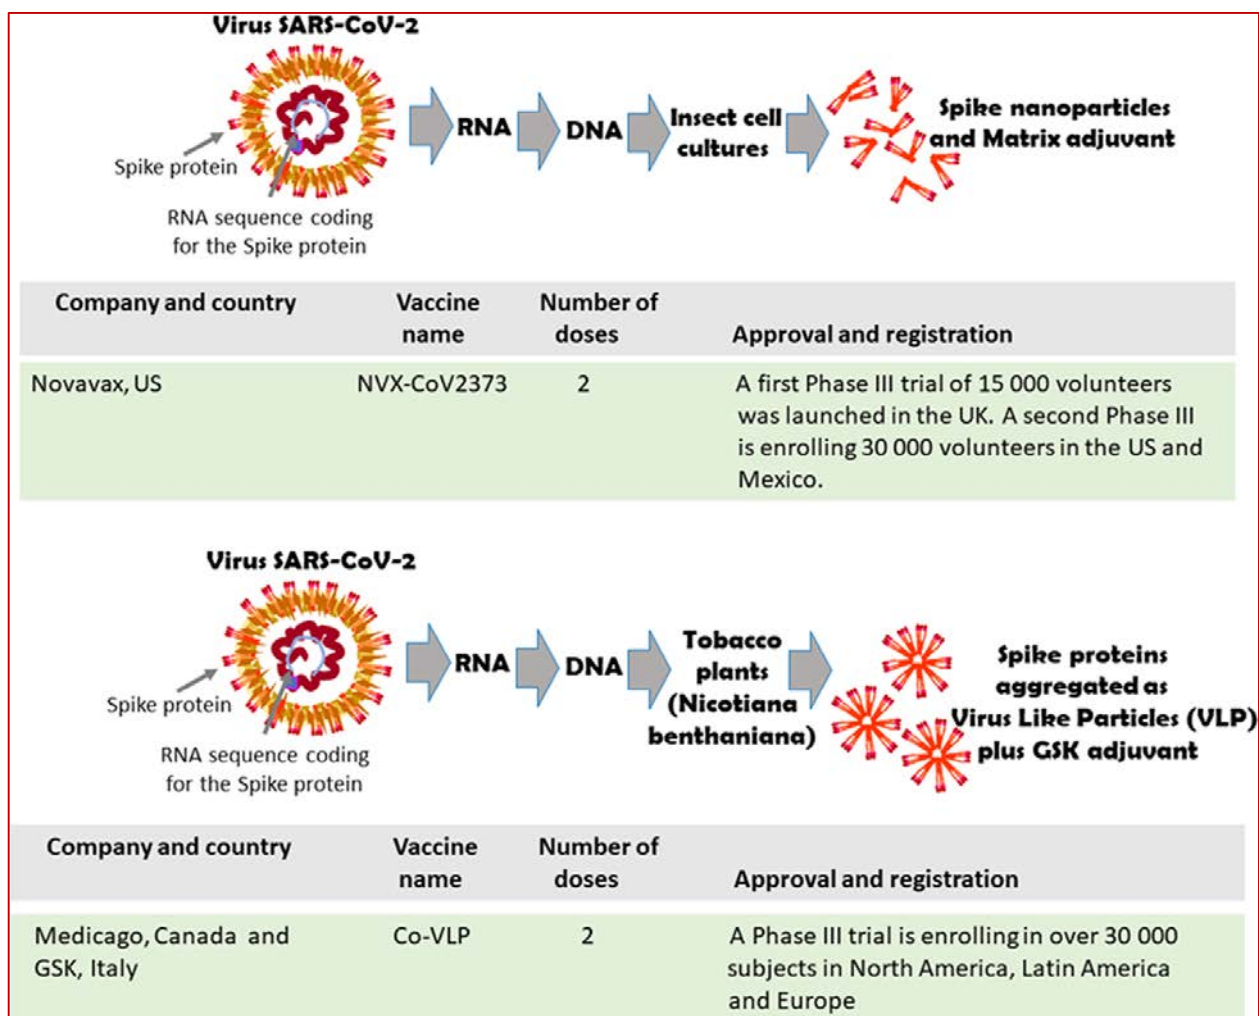 Virus SARS-CoV-2
RNA
DNA
Insect cell
cultures
Spike nanoparticles
and Matrix adjuvant
Spike protein
RNA sequence coding
for the Spike protein
Company and country
Vaccine
name
Number of
doses
Approval and registration
Novavax, US
NVX-CoV2373
2
A first Phase III trial of 15 000 volunteers
was launched in the UK. A second Phase III
is enrolling 30 000 volunteers in the US and
Mexico.
Virus SARS-CoV-2
RNA
DNA
Tobacco
plants
(Nicotiana
benthaniana)
Spike proteins
aggregated as
Virus Like Particles (VLP)
plus GSK adjuvant
Spike protein
RNA sequence coding
for the Spike protein
Company and country
Vaccine
name
Number of
doses
Approval and registration
Medicago, Canada and
GSK, Italy
Co-VLP
2
A Phase III trial is enrolling in over 30 000
subjects in North America, Latin America
and Europe